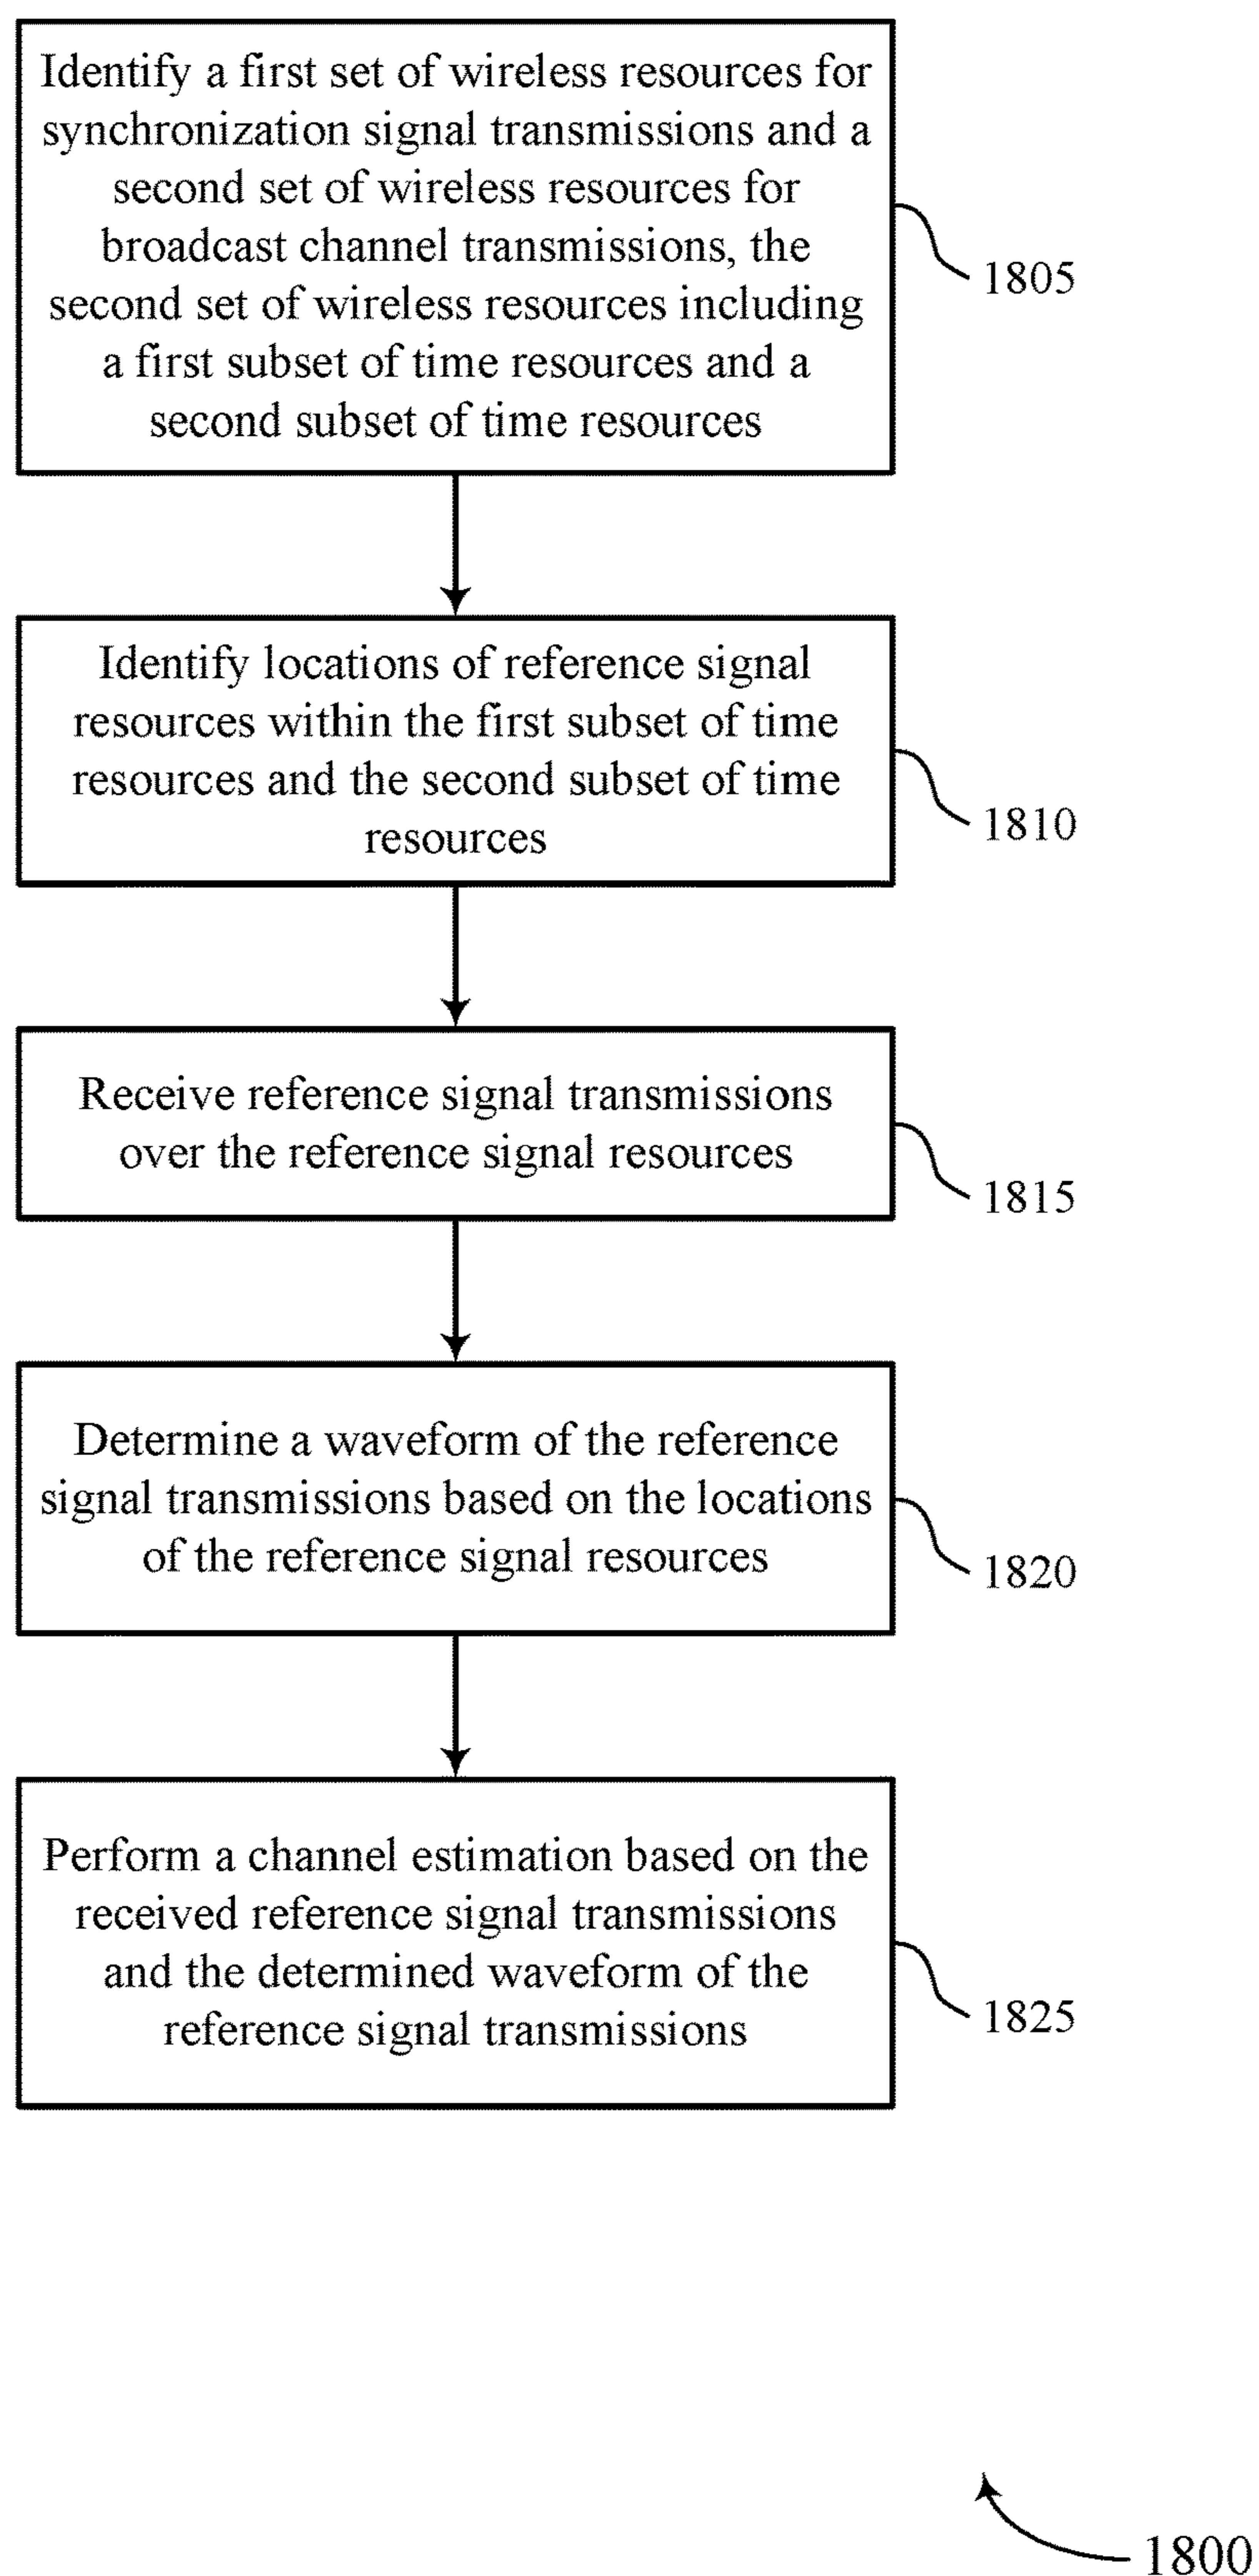 Identify a first set of wireless resources for
synchronization signal transmissions and a
second set of wireless resources for
broadcast channel transmissions, the
second set of wireless resources including
a first subset of time resources and a
second subset of time resources
1805
Identify locations of reference signal
resources within the first subset of time
resources and the second subset of time
resources
1810
Receive reference signal transmissions
over the reference signal resources
1815
Determine a waveform of the reference
signal transmissions based on the locations
of the reference signal resources
1820
Perform a channel estimation based on the
received reference signal transmissions
and the determined waveform of the
reference signal transmissions
1825
1800